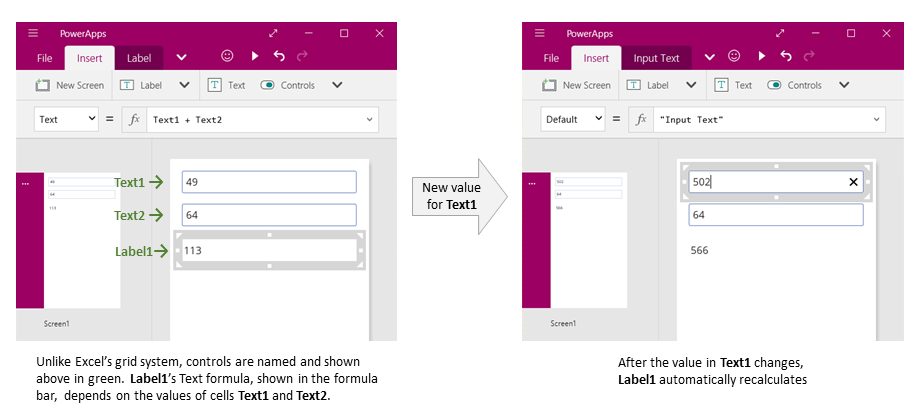 PowerApps
File Insert Label
New Screen Label Text Controls
Text = fx Text1 + Text2
...
49
64
113
Text1 → 49
Text2 → 64
Label1 → 113
Screen1
New value
for Text1
PowerApps
File Insert Input Text
New Screen Label Text Controls
Default = fx "Input Text"
...
502
64
566
502
64
566
Screen1
Unlike Excel's grid system, controls are named and shown
above in green. Label1's Text formula, shown in the formula
bar, depends on the values of cells Text1 and Text2.
After the value in Text1 changes,
Label1 automatically recalculates